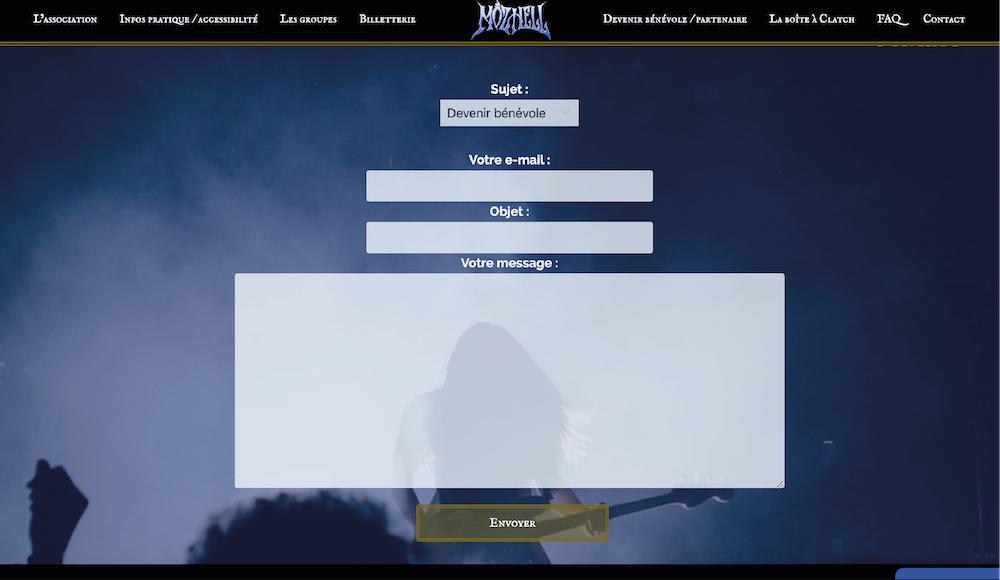 L'association Infos pratique /accessibilité Les groupes Billetterie MÖZHELL Devenir bénévole /partenaire La boîte à Clatch FAQ Contact
Sujet :
Devenir bénévole
Votre e-mail :
Objet :
Votre message :
Envoyer